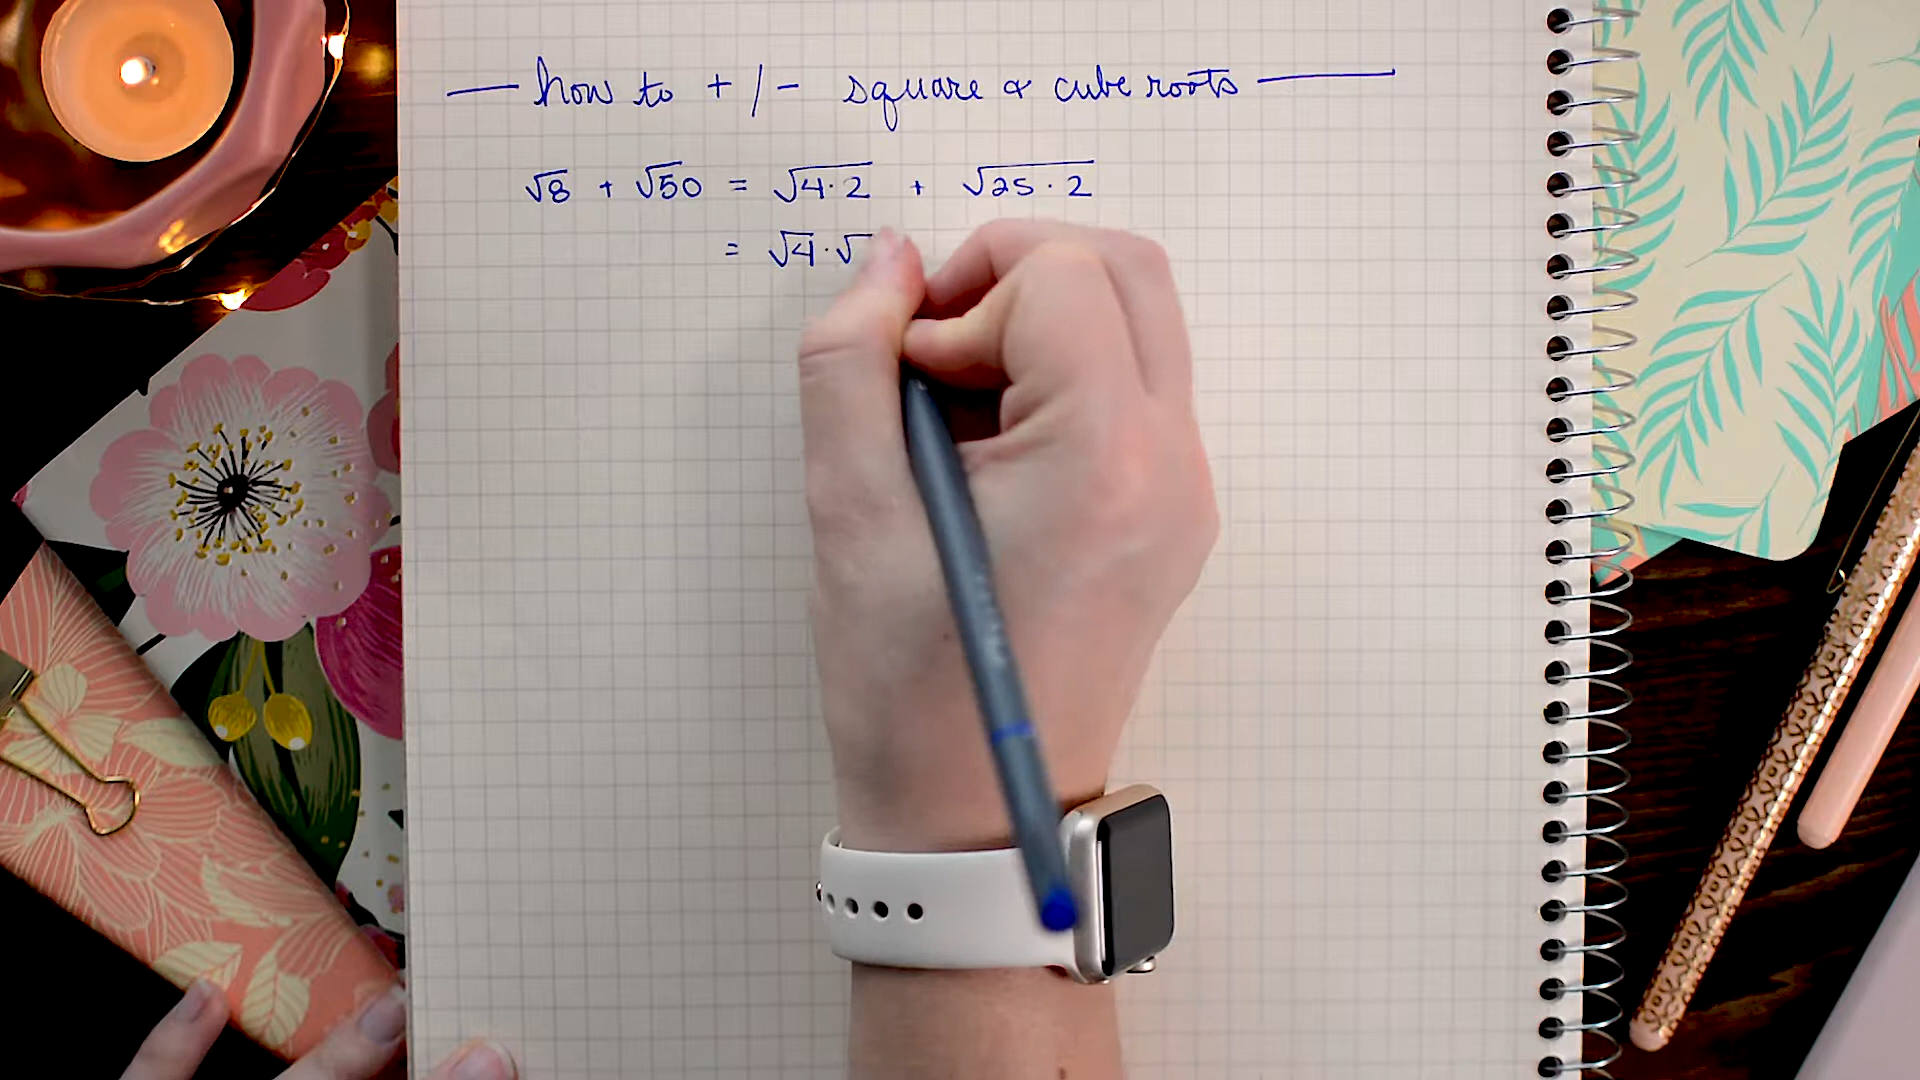 — how to + / - square & cube roots —
√8 + √50 = √4·2 + √25·2
= √4·√